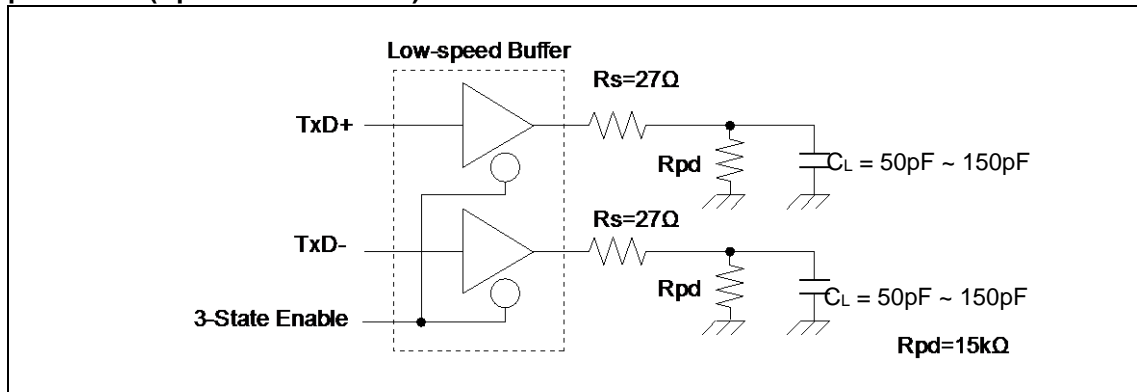 Low-speed Buffer
Rs=27Ω
TxD+
Rpd
CL = 50pF ~ 150pF
Rs=27Ω
TxD-
Rpd
CL = 50pF ~ 150pF
3-State Enable
Rpd=15kΩ